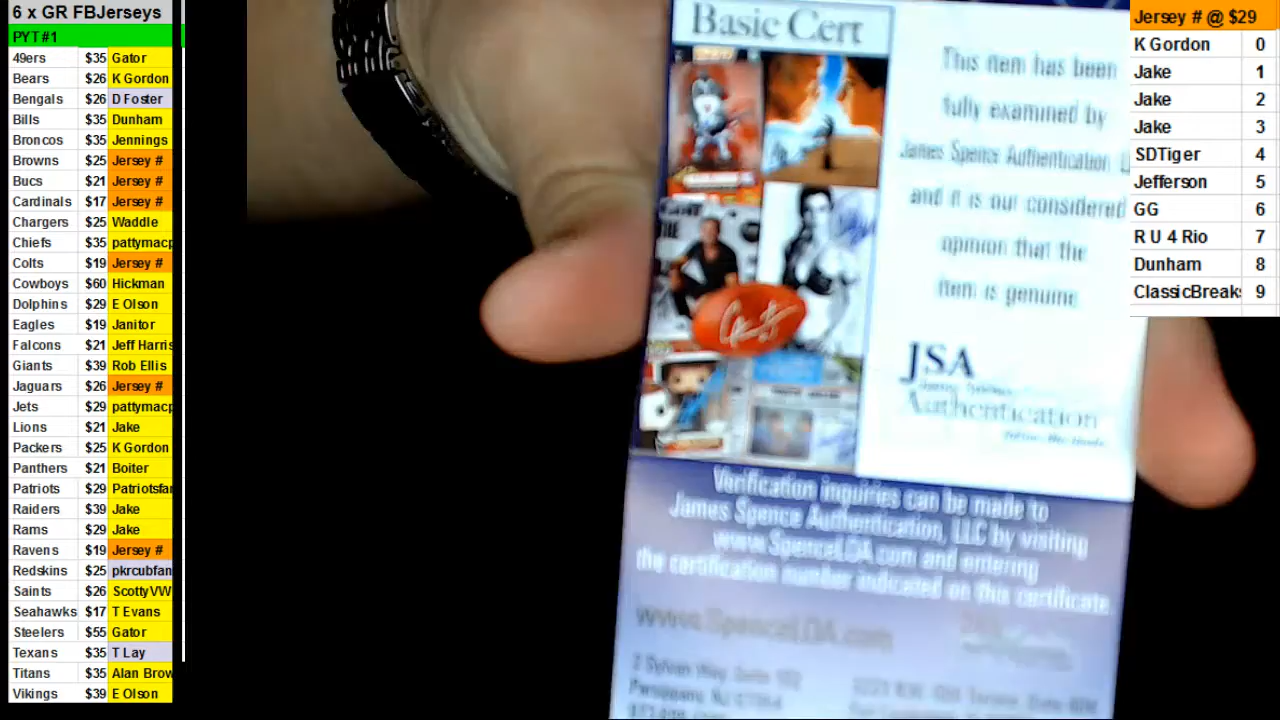 6 x GR FBJerseys
PYT #1
49ers $35 Gator
Bears $26 K Gordon
Bengals $26 D Foster
Bills $35 Dunham
Broncos $35 Jennings
Browns $25 Jersey #
Bucs $21 Jersey #
Cardinals $17 Jersey #
Chargers $25 Waddle
Chiefs $35 pattymacp
Colts $19 Jersey #
Cowboys $60 Hickman
Dolphins $29 E Olson
Eagles $19 Janitor
Falcons $21 Jeff Harris
Giants $39 Rob Ellis
Jaguars $26 Jersey #
Jets $29 pattymacp
Lions $21 Jake
Packers $25 K Gordon
Panthers $21 Boiter
Patriots $29 Patriotsfan
Raiders $39 Jake
Rams $29 Jake
Ravens $19 Jersey #
Redskins $25 pkrcubfan
Saints $26 ScottyVW
Seahawks $17 T Evans
Steelers $55 Gator
Texans $35 T Lay
Titans $35 Alan Brow
Vikings $39 E Olson
Basic Cert
This item has been
fully examined by
James Spence Authentication
and it is our considered
opinion that the
item is genuine
JSA
Authentication
Verification inquiries can be made to
James Spence Authentication, LLC by visiting
www.SpenceLOA.com and entering
the certification number indicated on this certificate
www.SpenceLOA.com
Jersey # @ $29
K Gordon 0
Jake 1
Jake 2
Jake 3
SDTiger 4
Jefferson 5
GG 6
R U 4 Rio 7
Dunham 8
ClassicBreaks 9